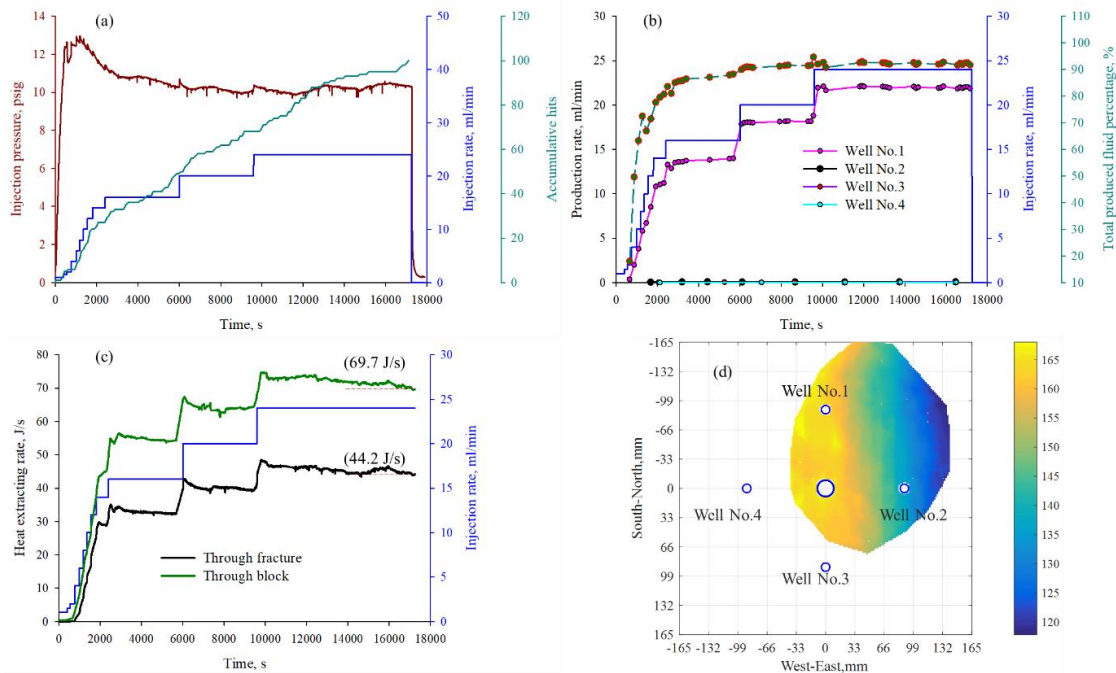 (a)
14
12
10
8
6
4
2
0
Injection pressure, psig
50
45
40
35
30
25
20
15
10
5
0
Injection rate, ml/min
120
100
80
60
40
20
0
Accumulative hits
0 2000 4000 6000 8000 10000 12000 14000 16000 18000
Time, s
(b)
30
25
20
15
10
5
0
Production rate, ml/min
Well No.1
Well No.2
Well No.3
Well No.4
30
25
20
15
10
5
0
Injection rate, ml/min
110
100
90
80
70
60
50
40
30
20
10
Total produced fluid percentage, %
0 2000 4000 6000 8000 10000 12000 14000 16000 18000
Time, s
(c)
80
70
60
50
40
30
20
10
0
Heat extracting rate, J/s
(69.7 J/s)
(44.2 J/s)
Through fracture
Through block
30
25
20
15
10
5
0
Injection rate, ml/min
0 2000 4000 6000 8000 10000 12000 14000 16000 18000
Time, s
(d)
-165
-132
-99
-66
-33
0
33
66
99
132
165
South-North,mm
Well No.1
Well No.4
Well No.2
Well No.3
-165 -132 -99 -66 -33 0 33 66 99 132 165
West-East,mm
165
160
155
150
145
140
135
130
125
120